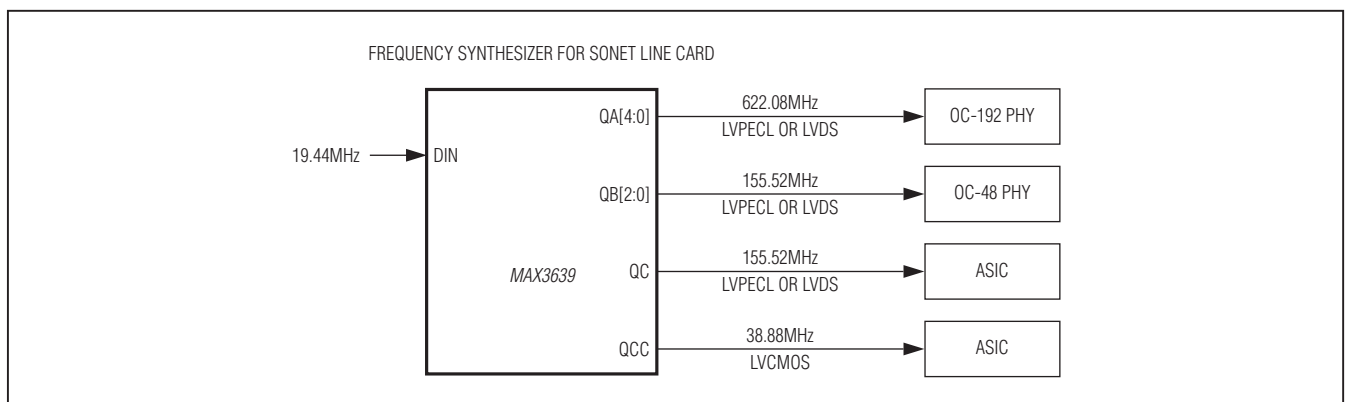 FREQUENCY SYNTHESIZER FOR SONET LINE CARD
19.44MHz
DIN
MAX3639
QA[4:0]
622.08MHz
LVPECL OR LVDS
OC-192 PHY
QB[2:0]
155.52MHz
LVPECL OR LVDS
OC-48 PHY
QC
155.52MHz
LVPECL OR LVDS
ASIC
QCC
38.88MHz
LVCMOS
ASIC